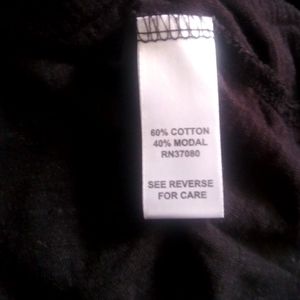 60% COTTON
40% MODAL
RN37080
SEE REVERSE
FOR CARE